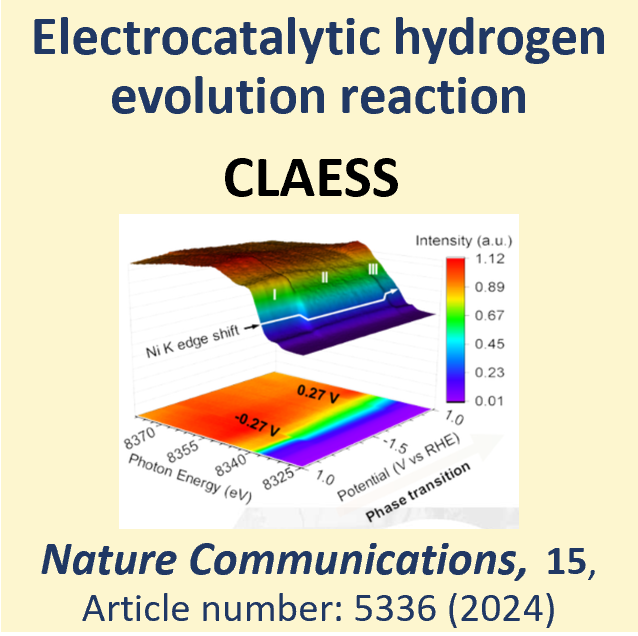 Electrocatalytic hydrogen
evolution reaction
CLAESS
Intensity (a.u.)
1.12
0.89
0.67
0.45
0.23
0.01
I
II
III
Ni K edge shift
0.27 V
-0.27 V
8370
8355
8340
8325
Photon Energy (eV)
1.0
-1.5
1.0
Potential (V vs RHE)
Phase transition
Nature Communications, 15,
Article number: 5336 (2024)